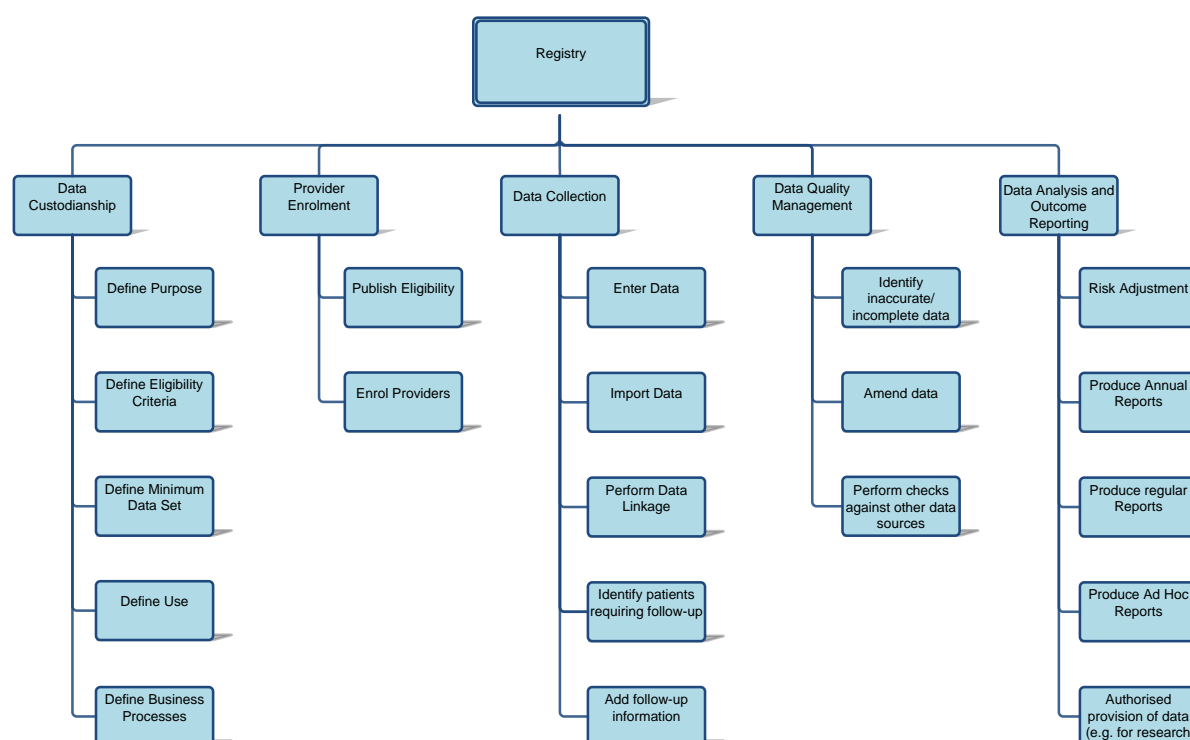 Registry
Data
Custodianship
Provider
Enrolment
Data Collection
Data Quality
Management
Data Analysis and
Outcome
Reporting
Define Purpose
Define Eligibility
Criteria
Define Minimum
Data Set
Define Use
Define Business
Processes
Publish Eligibility
Enrol Providers
Enter Data
Import Data
Perform Data
Linkage
Identify patients
requiring follow-up
Add follow-up
information
Identify
inaccurate/
incomplete data
Amend data
Perform checks
against other data
sources
Risk Adjustment
Produce Annual
Reports
Produce regular
Reports
Produce Ad Hoc
Reports
Authorised
provision of data
(e.g. for research